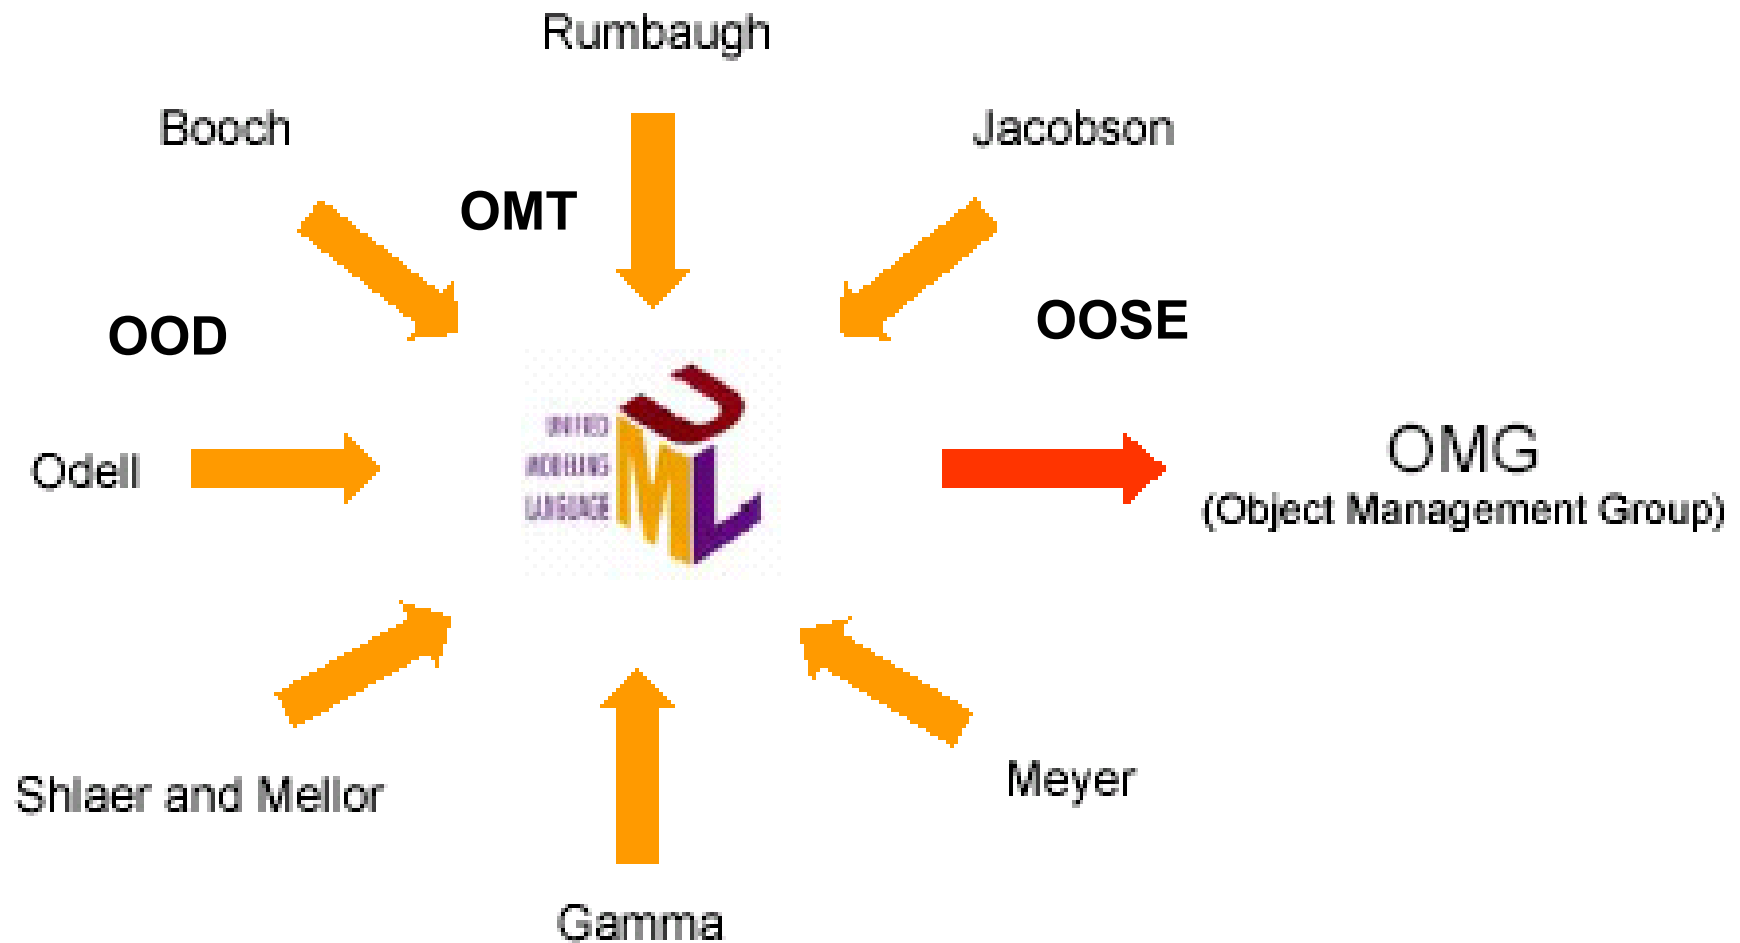 Rumbaugh
Booch
Jacobson
OMT
OOSE
OOD
UML
UNIFIED
MODELING
LANGUAGE
Odell
OMG
(Object Management Group)
Shlaer and Mellor
Meyer
Gamma